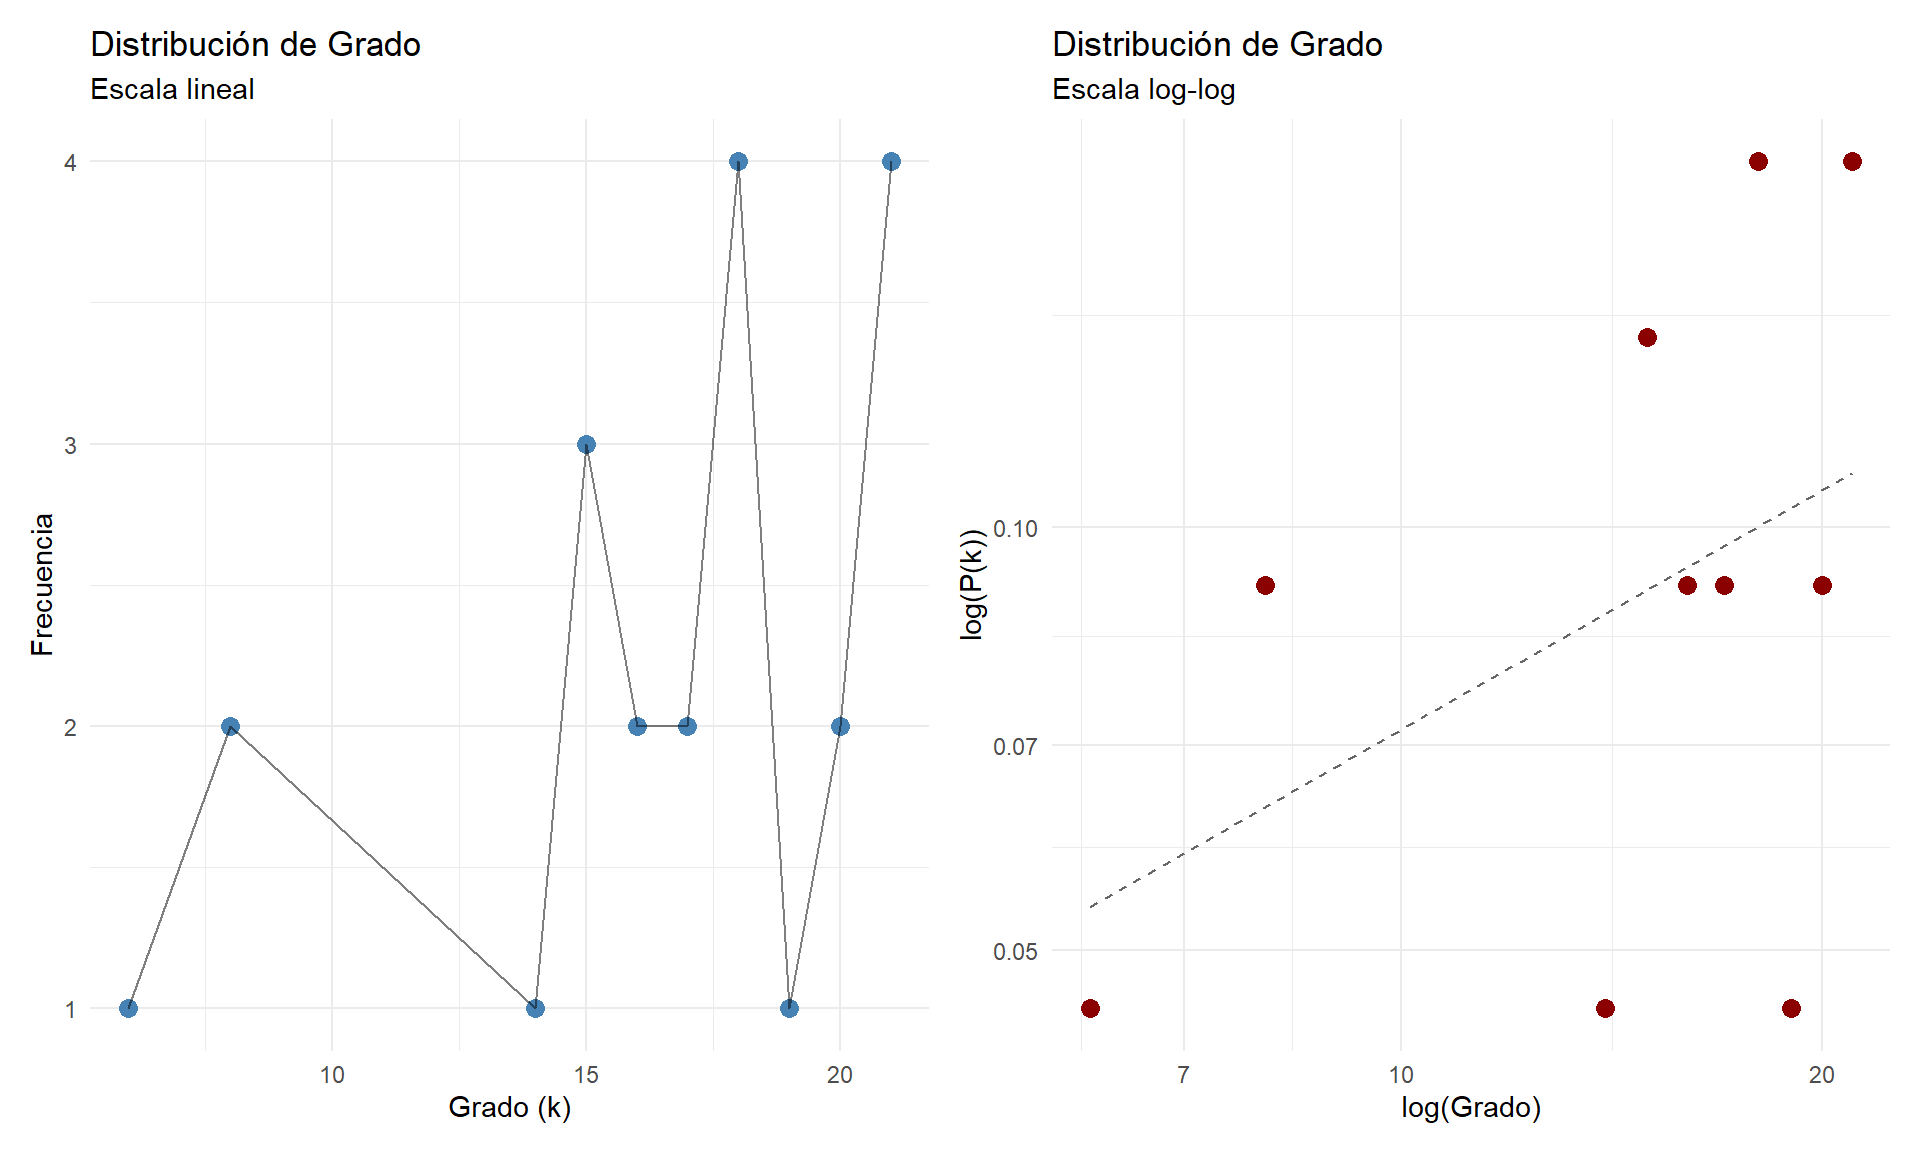 Distribución de Grado
Escala lineal
4
3
2
1
Frecuencia
10 15 20
Grado (k)
Distribución de Grado
Escala log-log
0.10
0.07
0.05
log(P(k))
7 10 20
log(Grado)